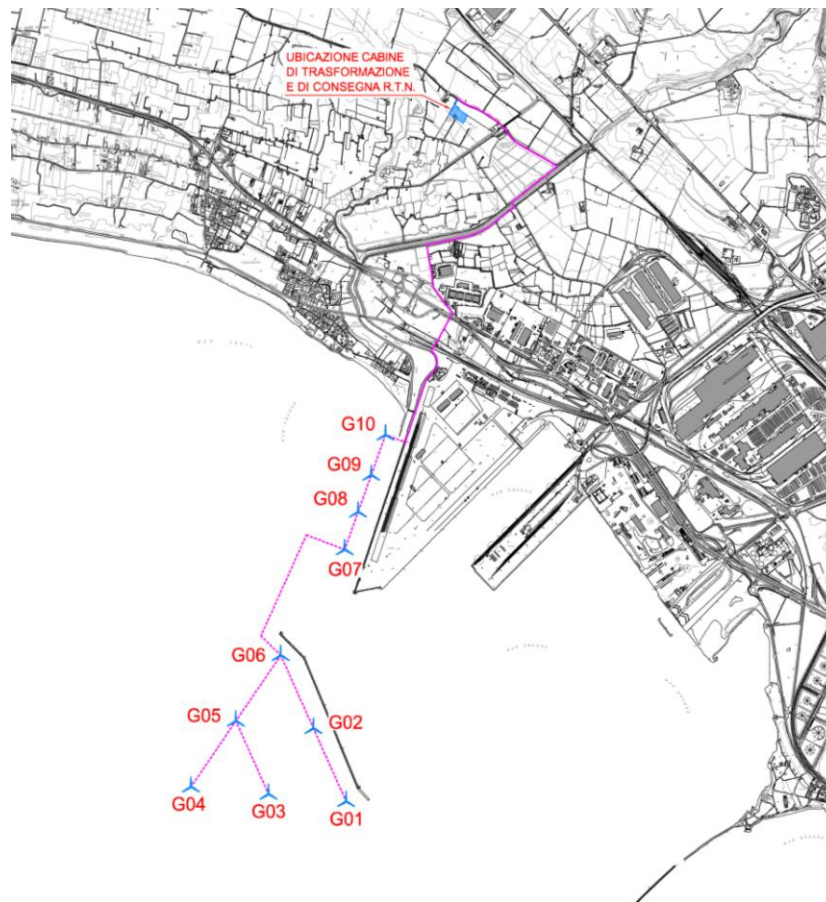 UBICAZIONE CABINE
DI TRASFORMAZIONE
E DI CONSEGNA R.T.N.
G10
G09
G08
G07
G06
G05
G02
G04
G03
G01